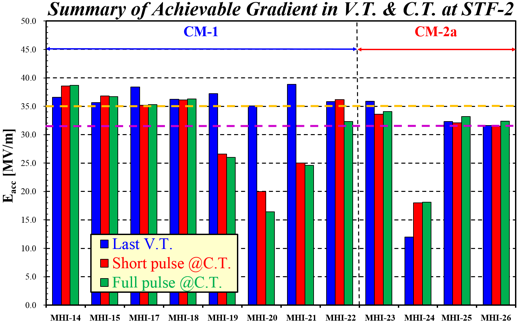 Summary of Achievable Gradient in V.T. & C.T. at STF-2
CM-1
CM-2a
Eacc [MV/m]
50.0
45.0
40.0
35.0
30.0
25.0
20.0
15.0
10.0
5.0
0.0
Last V.T.
Short pulse @C.T.
Full pulse @C.T.
MHI-14 MHI-15 MHI-17 MHI-18 MHI-19 MHI-20 MHI-21 MHI-22 MHI-23 MHI-24 MHI-25 MHI-26